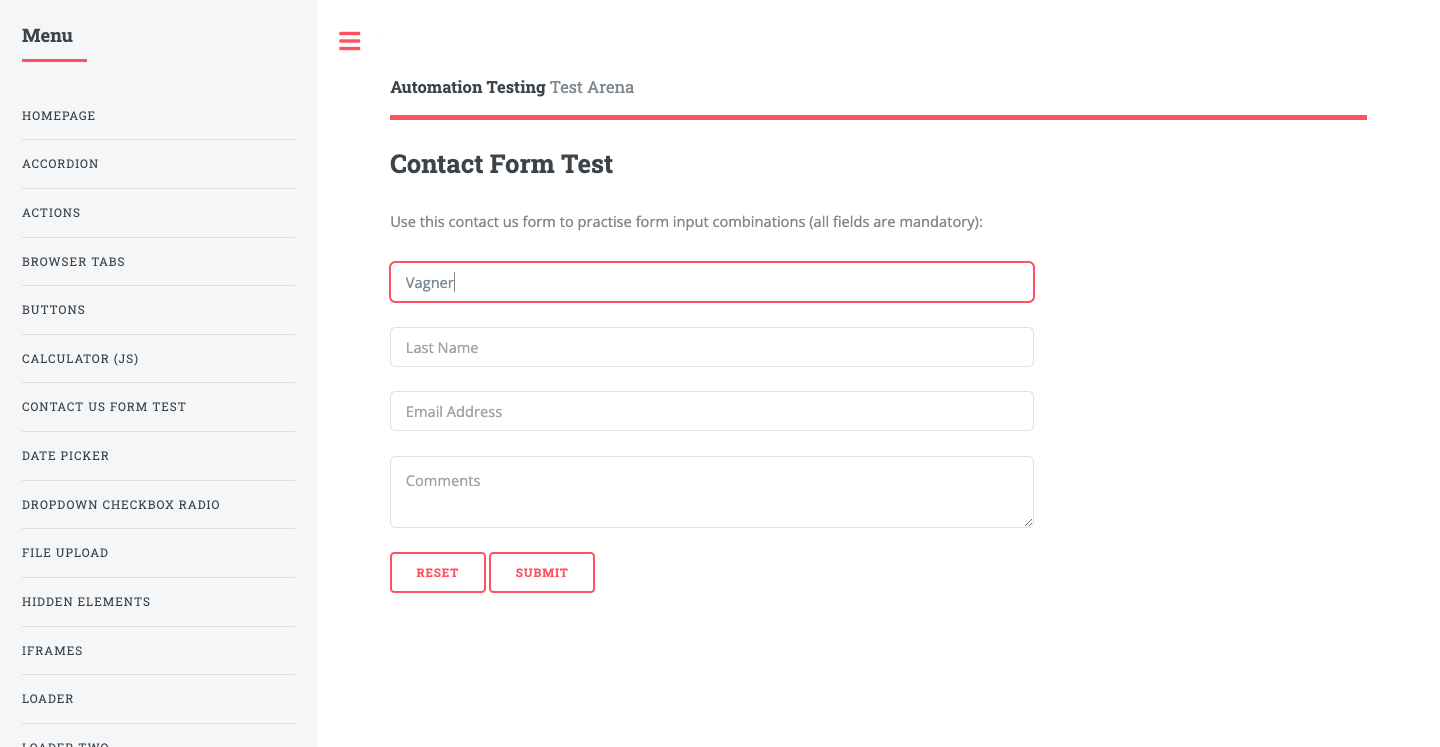 Menu
HOMEPAGE
ACCORDION
ACTIONS
BROWSER TABS
BUTTONS
CALCULATOR (JS)
CONTACT US FORM TEST
DATE PICKER
DROPDOWN CHECKBOX RADIO
FILE UPLOAD
HIDDEN ELEMENTS
IFRAMES
LOADER
LOADER TWO
Automation Testing Test Arena
Contact Form Test
Use this contact us form to practise form input combinations (all fields are mandatory):
Vagner
Last Name
Email Address
Comments
RESET SUBMIT